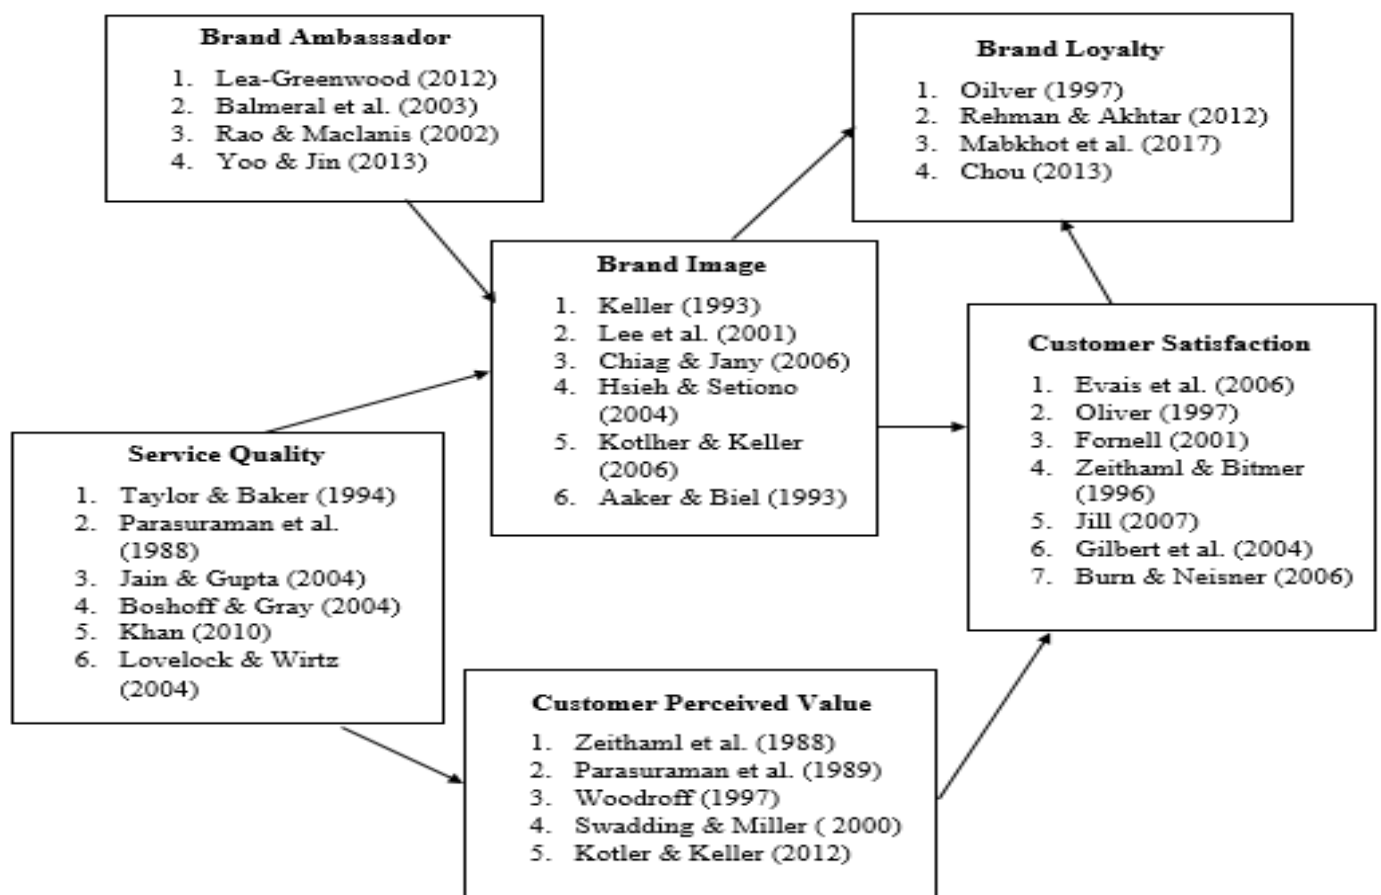 Brand Ambassador
1. Lea-Greenwood (2012)
2. Balmeral et al. (2003)
3. Rao & Maclanis (2002)
4. Yoo & Jin (2013)
Brand Loyalty
1. Oilver (1997)
2. Rehman & Akhtar (2012)
3. Mabkhot et al. (2017)
4. Chou (2013)
Brand Image
1. Keller (1993)
2. Lee et al. (2001)
3. Chiag & Jany (2006)
4. Hsieh & Setiono
(2004)
5. Kotlher & Keller
(2006)
6. Aaker & Biel (1993)
Customer Satisfaction
1. Evais et al. (2006)
2. Oliver (1997)
3. Fornell (2001)
4. Zeithaml & Bitmer
(1996)
5. Jill (2007)
6. Gilbert et al. (2004)
7. Burn & Neisner (2006)
Service Quality
1. Taylor & Baker (1994)
2. Parasuraman et al.
(1988)
3. Jain & Gupta (2004)
4. Boshoff & Gray (2004)
5. Khan (2010)
6. Lovelock & Wirtz
(2004)
Customer Perceived Value
1. Zeithaml et al. (1988)
2. Parasuraman et al. (1989)
3. Woodroff (1997)
4. Swadding & Miller ( 2000)
5. Kotler & Keller (2012)